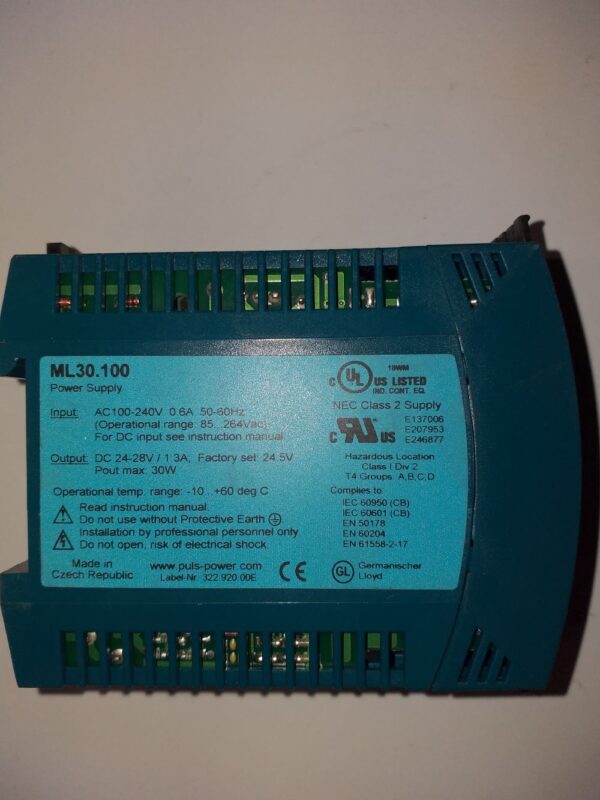 ML30.100
Power Supply
Input: AC100-240V 0.6A 50-60Hz
(Operational range: 85...264Vac)
For DC input see instruction manual
Output: DC 24-28V / 1.3A, Factory set: 24.5V
Pout max: 30W
Operational temp. range: -10...+60 deg C
Read instruction manual.
Do not use without Protective Earth
Installation by professional personnel only
Do not open, risk of electrical shock.
Made in
Czech Republic
www.puls-power.com
Label-Nr. 322.920.00E
CE
18WM
C UL US LISTED
IND. CONT. EQ.
NEC Class 2 Supply
C RU US
E137006
E207953
E246877
Hazardous Location
Class I Div 2
T4 Groups: A,B,C,D
Complies to:
IEC 60950 (CB)
IEC 60601 (CB)
EN 50178
EN 60204
EN 61558-2-17
GL Germanischer
Lloyd